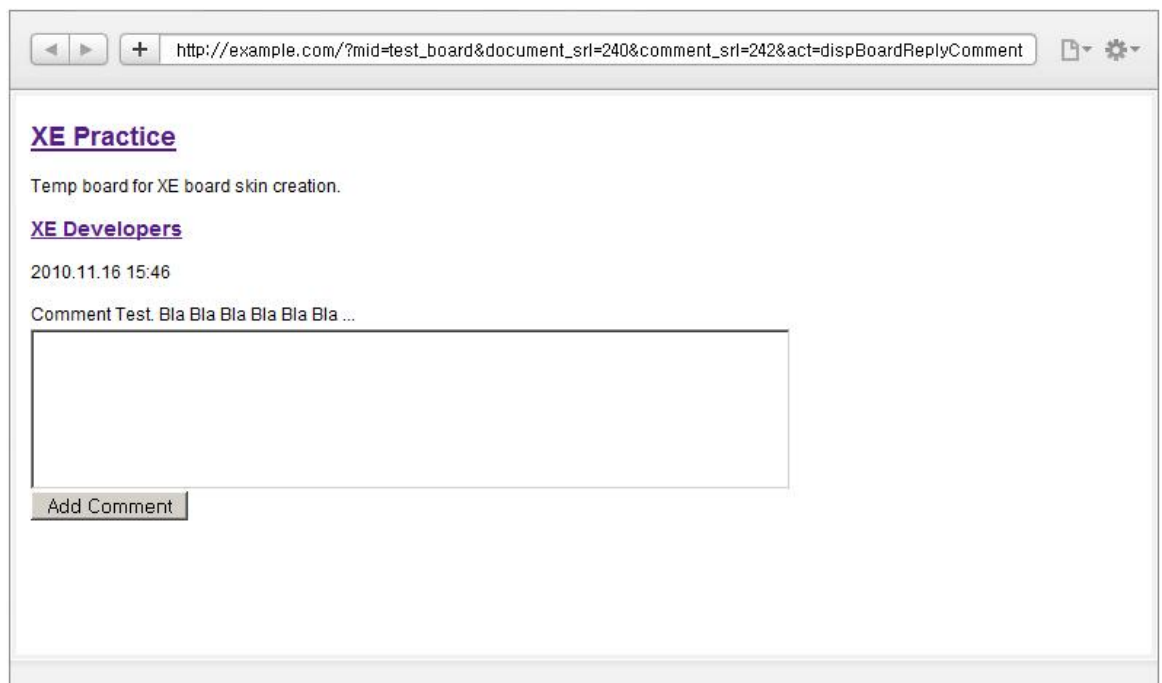 http://example.com/?mid=test_board&document_srl=240&comment_srl=242&act=dispBoardReplyComment
XE Practice
Temp board for XE board skin creation.
XE Developers
2010.11.16 15:46
Comment Test. Bla Bla Bla Bla Bla Bla ...
Add Comment